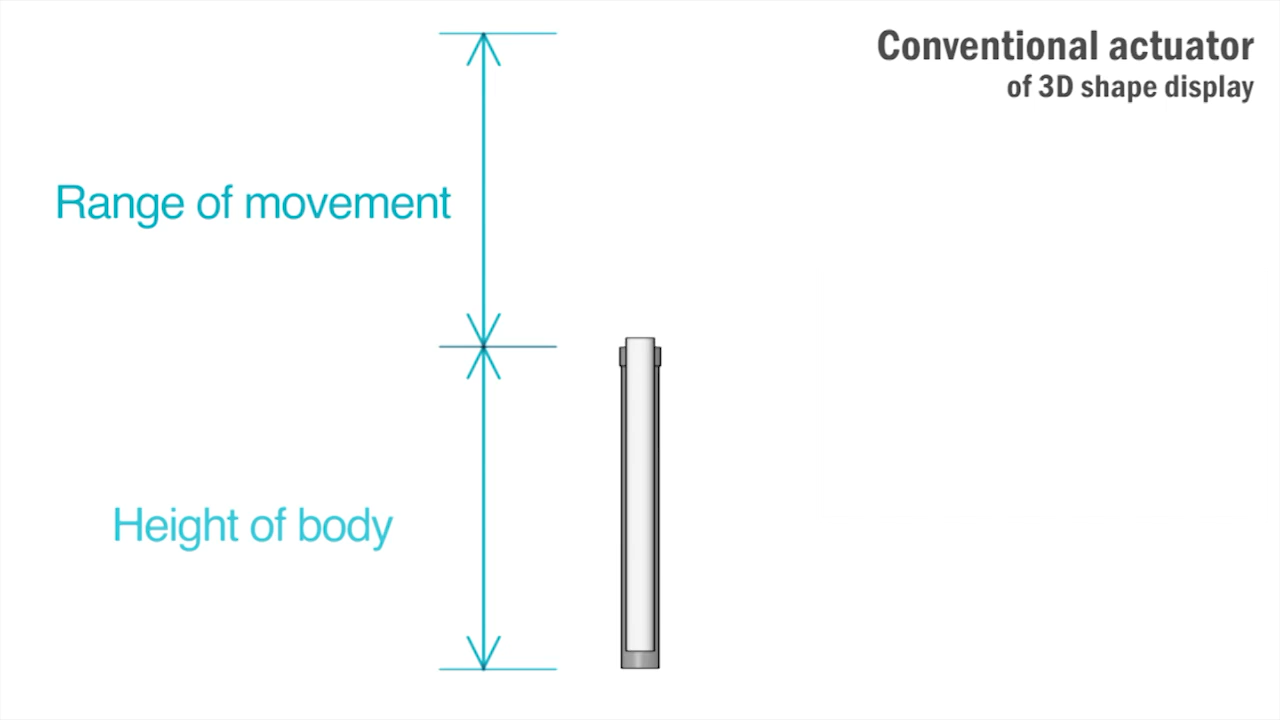 Conventional actuator
of 3D shape display
Range of movement
Height of body